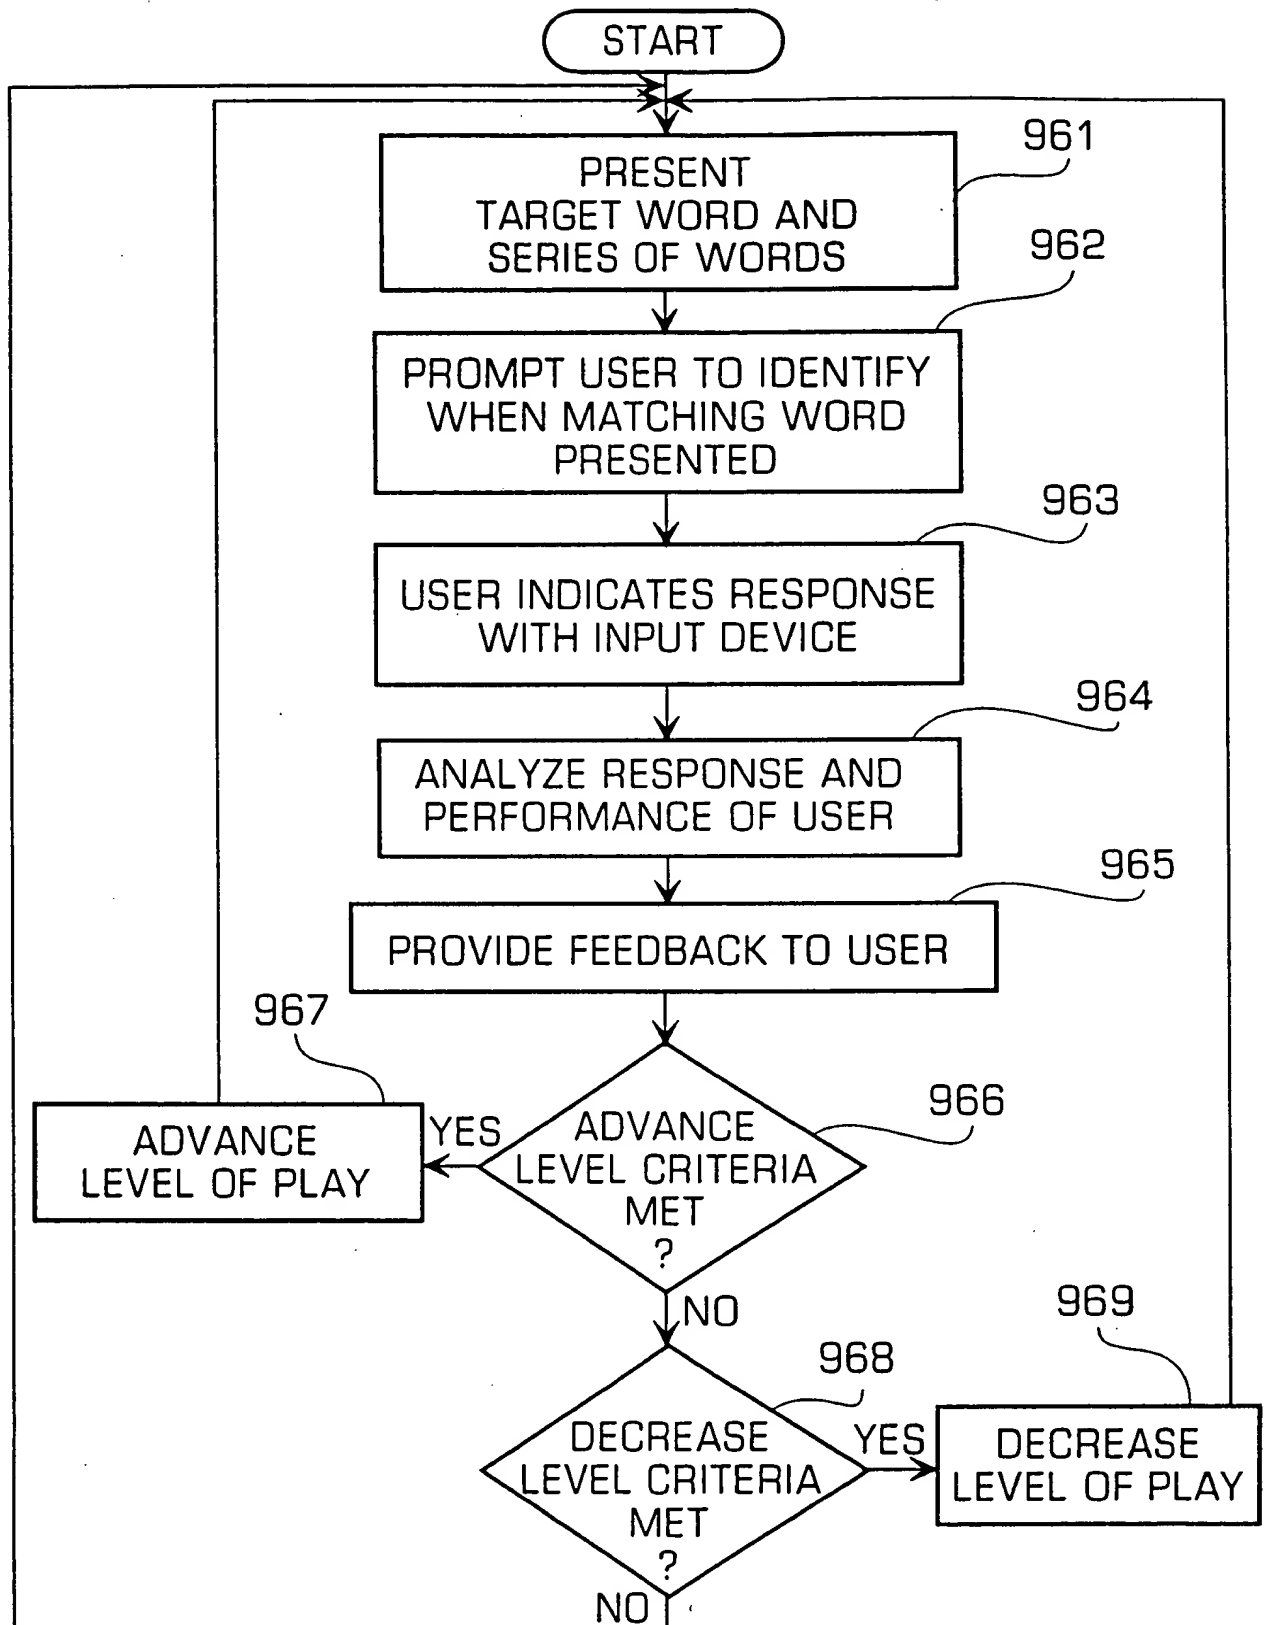 START
961
PRESENT
TARGET WORD AND
SERIES OF WORDS
962
PROMPT USER TO IDENTIFY
WHEN MATCHING WORD
PRESENTED
963
USER INDICATES RESPONSE
WITH INPUT DEVICE
964
ANALYZE RESPONSE AND
PERFORMANCE OF USER
965
PROVIDE FEEDBACK TO USER
967
ADVANCE
LEVEL OF PLAY
YES
966
ADVANCE
LEVEL CRITERIA
MET
?
NO
968
DECREASE
LEVEL CRITERIA
MET
?
YES
969
DECREASE
LEVEL OF PLAY
NO